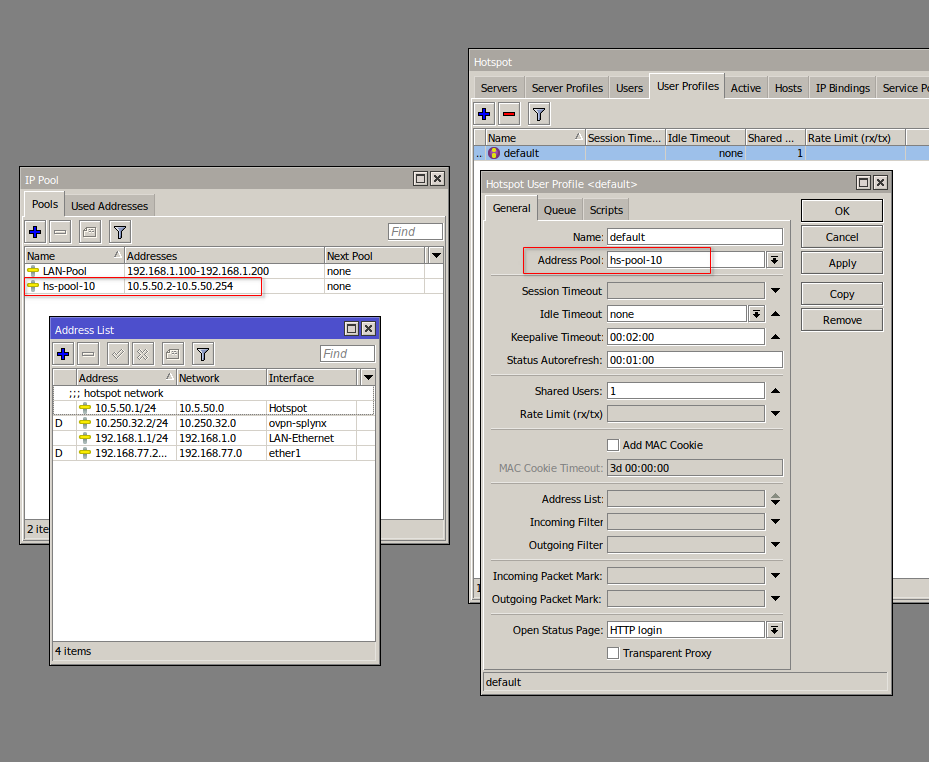 IP Pool
Pools Used Addresses
Find
Name Addresses Next Pool
LAN-Pool 192.168.1.100-192.168.1.200 none
hs-pool-10 10.5.50.2-10.5.50.254 none
2 ite
Address List
Find
Address Network Interface
;;; hotspot network
10.5.50.1/24 10.5.50.0 Hotspot
D 10.250.32.2/24 10.250.32.0 ovpn-splynx
192.168.1.1/24 192.168.1.0 LAN-Ethernet
D 192.168.77.2... 192.168.77.0 ether1
4 items
Hotspot
Servers Server Profiles Users User Profiles Active Hosts IP Bindings Service Po
Name Session Time... Idle Timeout Shared ... Rate Limit (rx/tx)
.. default none 1
1
Hotspot User Profile <default>
General Queue Scripts
Name: default
Address Pool: hs-pool-10
Session Timeout
Idle Timeout none
Keepalive Timeout: 00:02:00
Status Autorefresh: 00:01:00
Shared Users: 1
Rate Limit (rx/tx)
Add MAC Cookie
MAC Cookie Timeout: 3d 00:00:00
Address List:
Incoming Filter
Outgoing Filter
Incoming Packet Mark:
Outgoing Packet Mark:
Open Status Page: HTTP login
Transparent Proxy
OK
Cancel
Apply
Copy
Remove
default